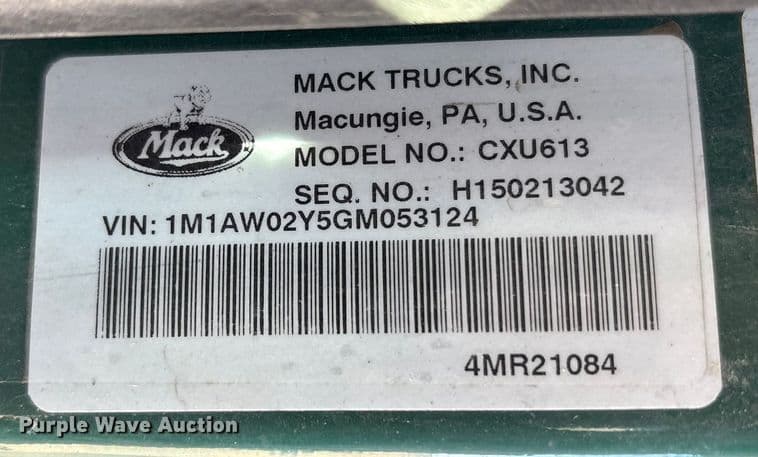 Mack
MACK TRUCKS, INC.
Macungie, PA, U.S.A.
MODEL NO.: CXU613
SEQ. NO.: H150213042
VIN: 1M1AW02Y5GM053124
4MR21084
Purple Wave Auction